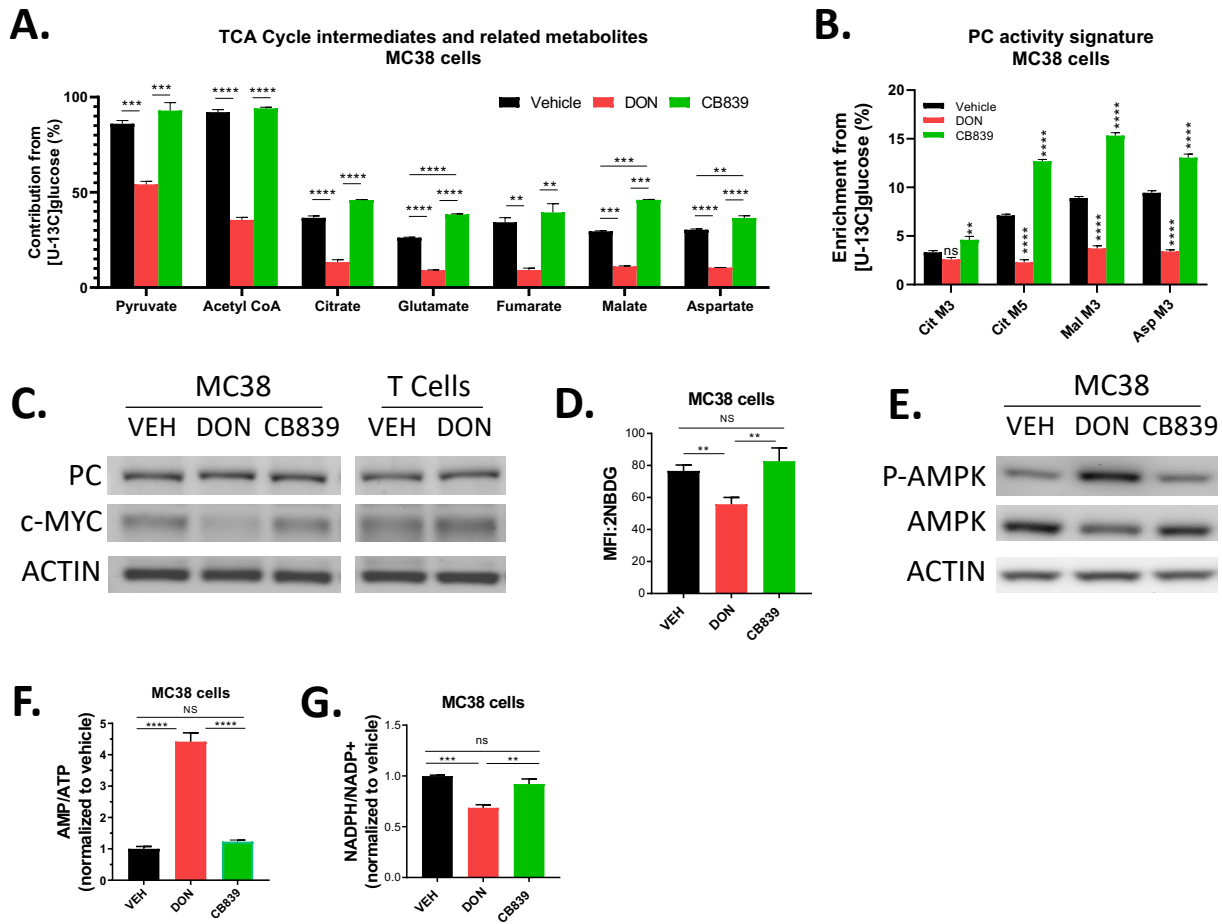 A.
TCA Cycle intermediates and related metabolites
MC38 cells
Contribution from
[U-13C]glucose (%)
100
50
0
Vehicle
DON
CB839
*** *** **** **** **** **** **** **** **** ** ** *** *** *** ** **** ****
Pyruvate Acetyl CoA Citrate Glutamate Fumarate Malate Aspartate
B.
PC activity signature
MC38 cells
Enrichment from
[U-13C]glucose (%)
20
15
10
5
0
Vehicle
DON
CB839
ns ** **** **** **** **** **** ****
Cit M3 Cit M5 Mal M3 Asp M3
C.
MC38 T Cells
VEH DON CB839 VEH DON
PC
c-MYC
ACTIN
D.
MC38 cells
MFI:2NBDG
100
80
60
40
20
0
NS
** **
VEH DON CB839
E.
MC38
VEH DON CB839
P-AMPK
AMPK
ACTIN
F.
MC38 cells
AMP/ATP
(normalized to vehicle)
5
4
3
2
1
0
NS
**** ****
VEH DON CB839
G.
MC38 cells
NADPH/NADP+
(normalized to vehicle)
1.5
1.0
0.5
0.0
ns
*** **
VEH DON CB839